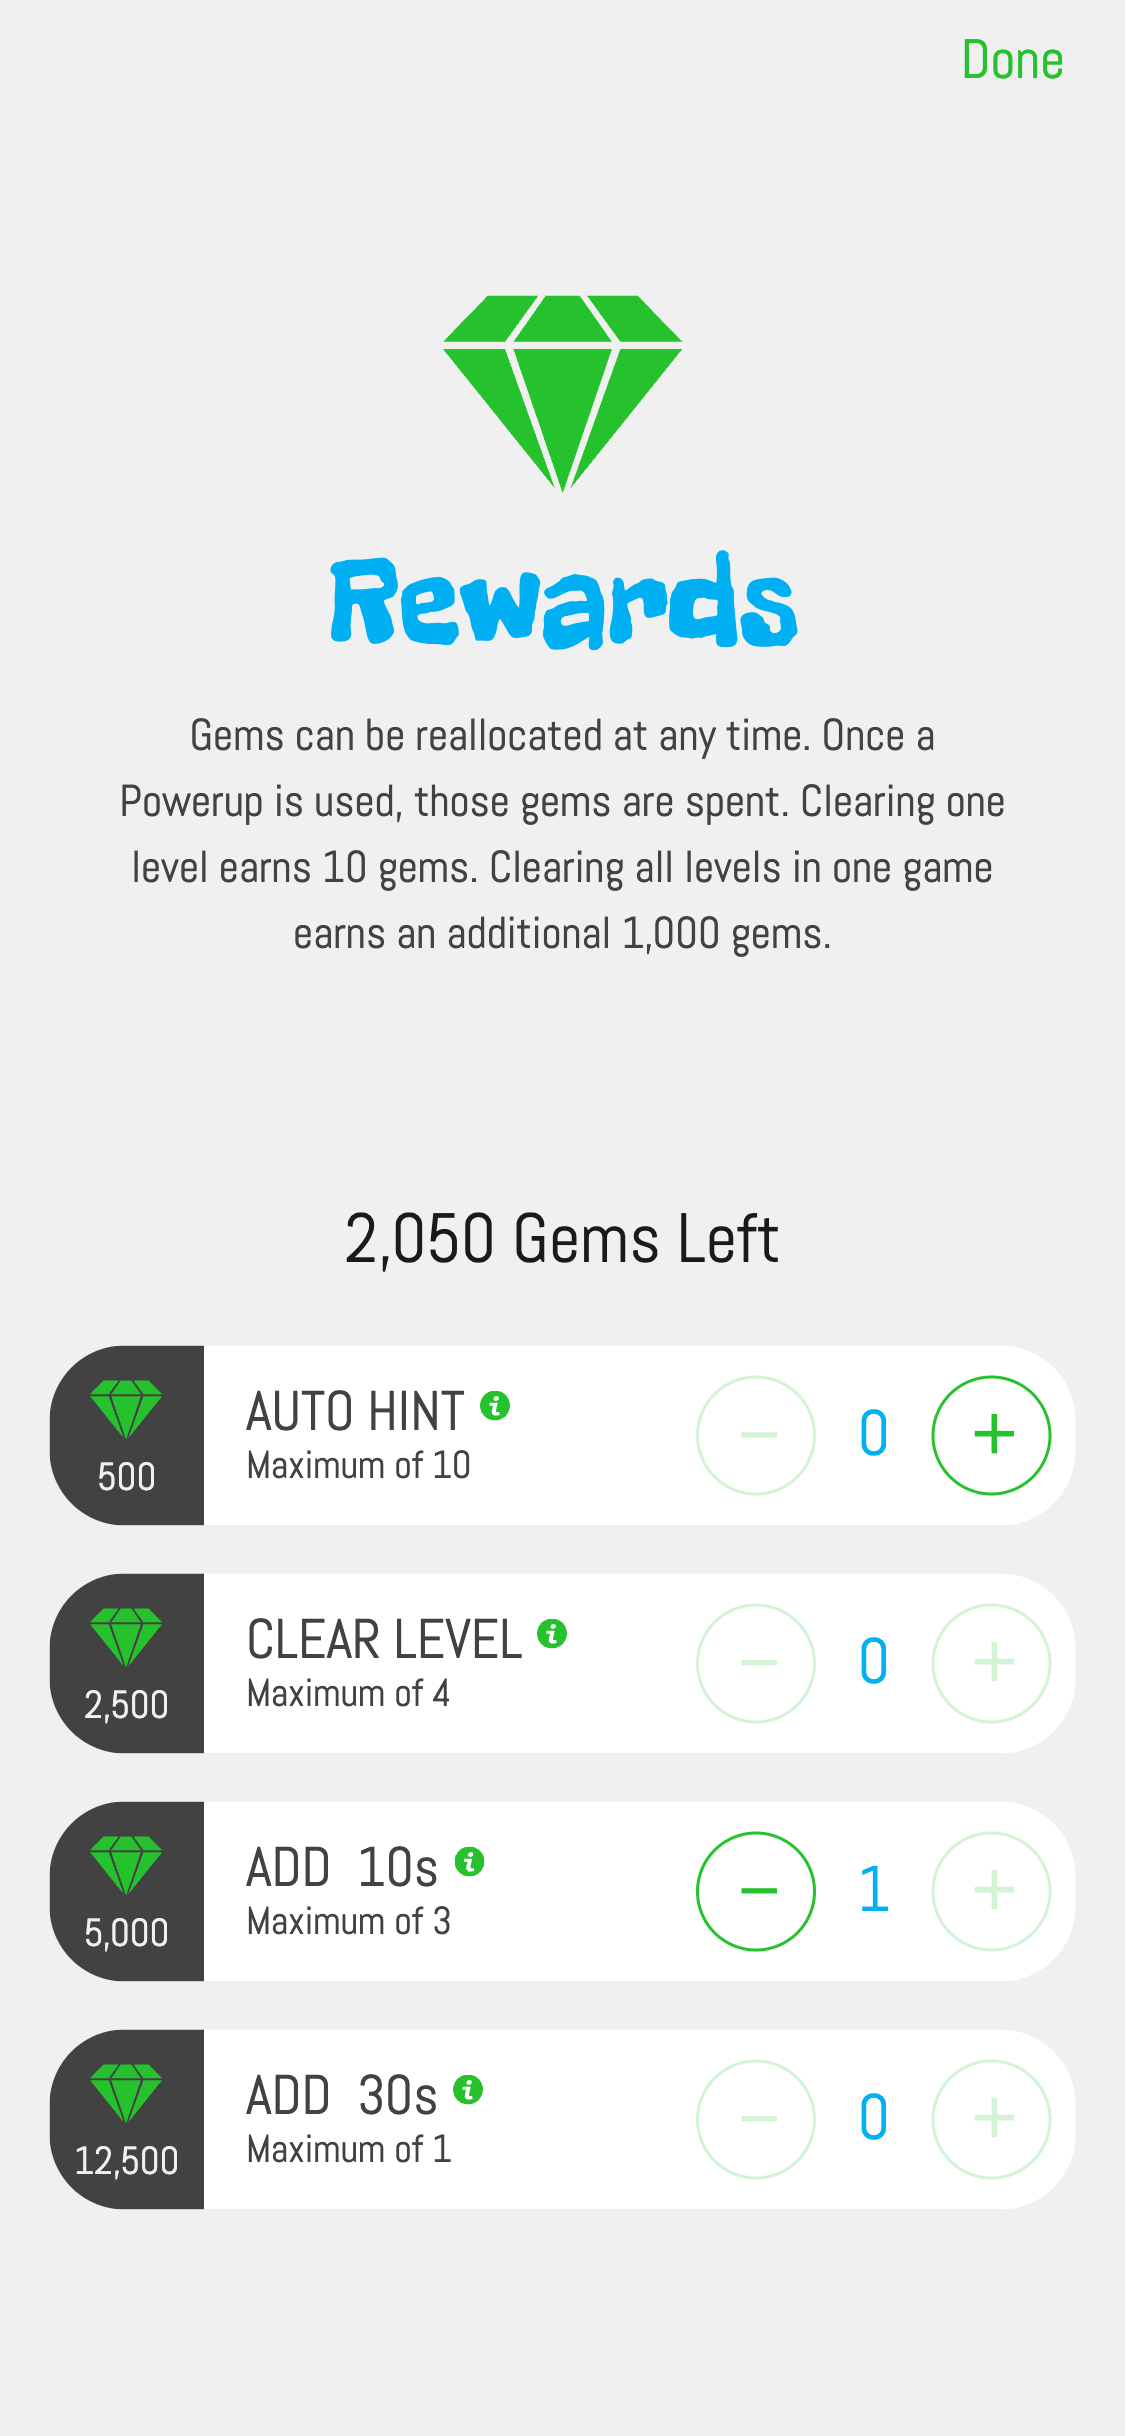 Done
Rewards
Gems can be reallocated at any time. Once a
Powerup is used, those gems are spent. Clearing one
level earns 10 gems. Clearing all levels in one game
earns an additional 1,000 gems.
2,050 Gems Left
AUTO HINT i
500
Maximum of 10
− 0 +
CLEAR LEVEL i
2,500
Maximum of 4
− 0 +
ADD 10s i
5,000
Maximum of 3
− 1 +
ADD 30s i
12,500
Maximum of 1
− 0 +